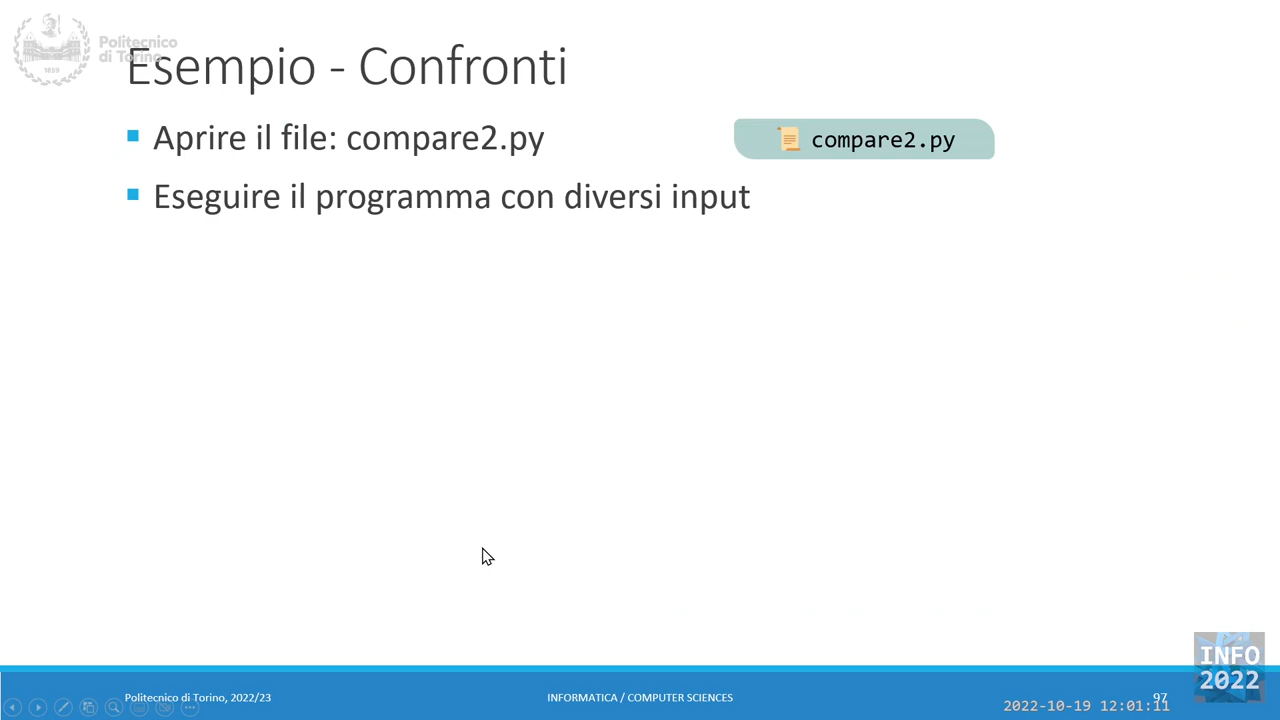 Politecnico
di Torino
1859
Esempio - Confronti
Aprire il file: compare2.py
compare2.py
Eseguire il programma con diversi input
INFO
2022
Politecnico di Torino, 2022/23
INFORMATICA / COMPUTER SCIENCES
97
2022-10-19 12:01:11